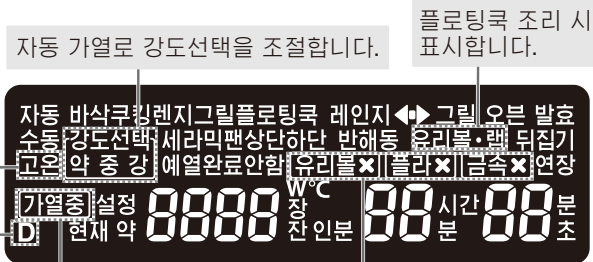 자동 가열로 강도선택을 조절합니다.
플로팅쿡 조리 시
표시합니다.
자동 바삭쿠킹렌지그릴플로팅쿡 레인지 그릴 오븐 발효
수동 강도선택 세라믹팬상단하단 반해동 유리볼·랩 뒤집기
고온 약 중 강 예열완료안함 유리볼✖ 플라✖ 금속✖ 연장
가열중 설정 8888 W℃ 88 시간 88 분
D 현재 약 장 잔 인분 분 초